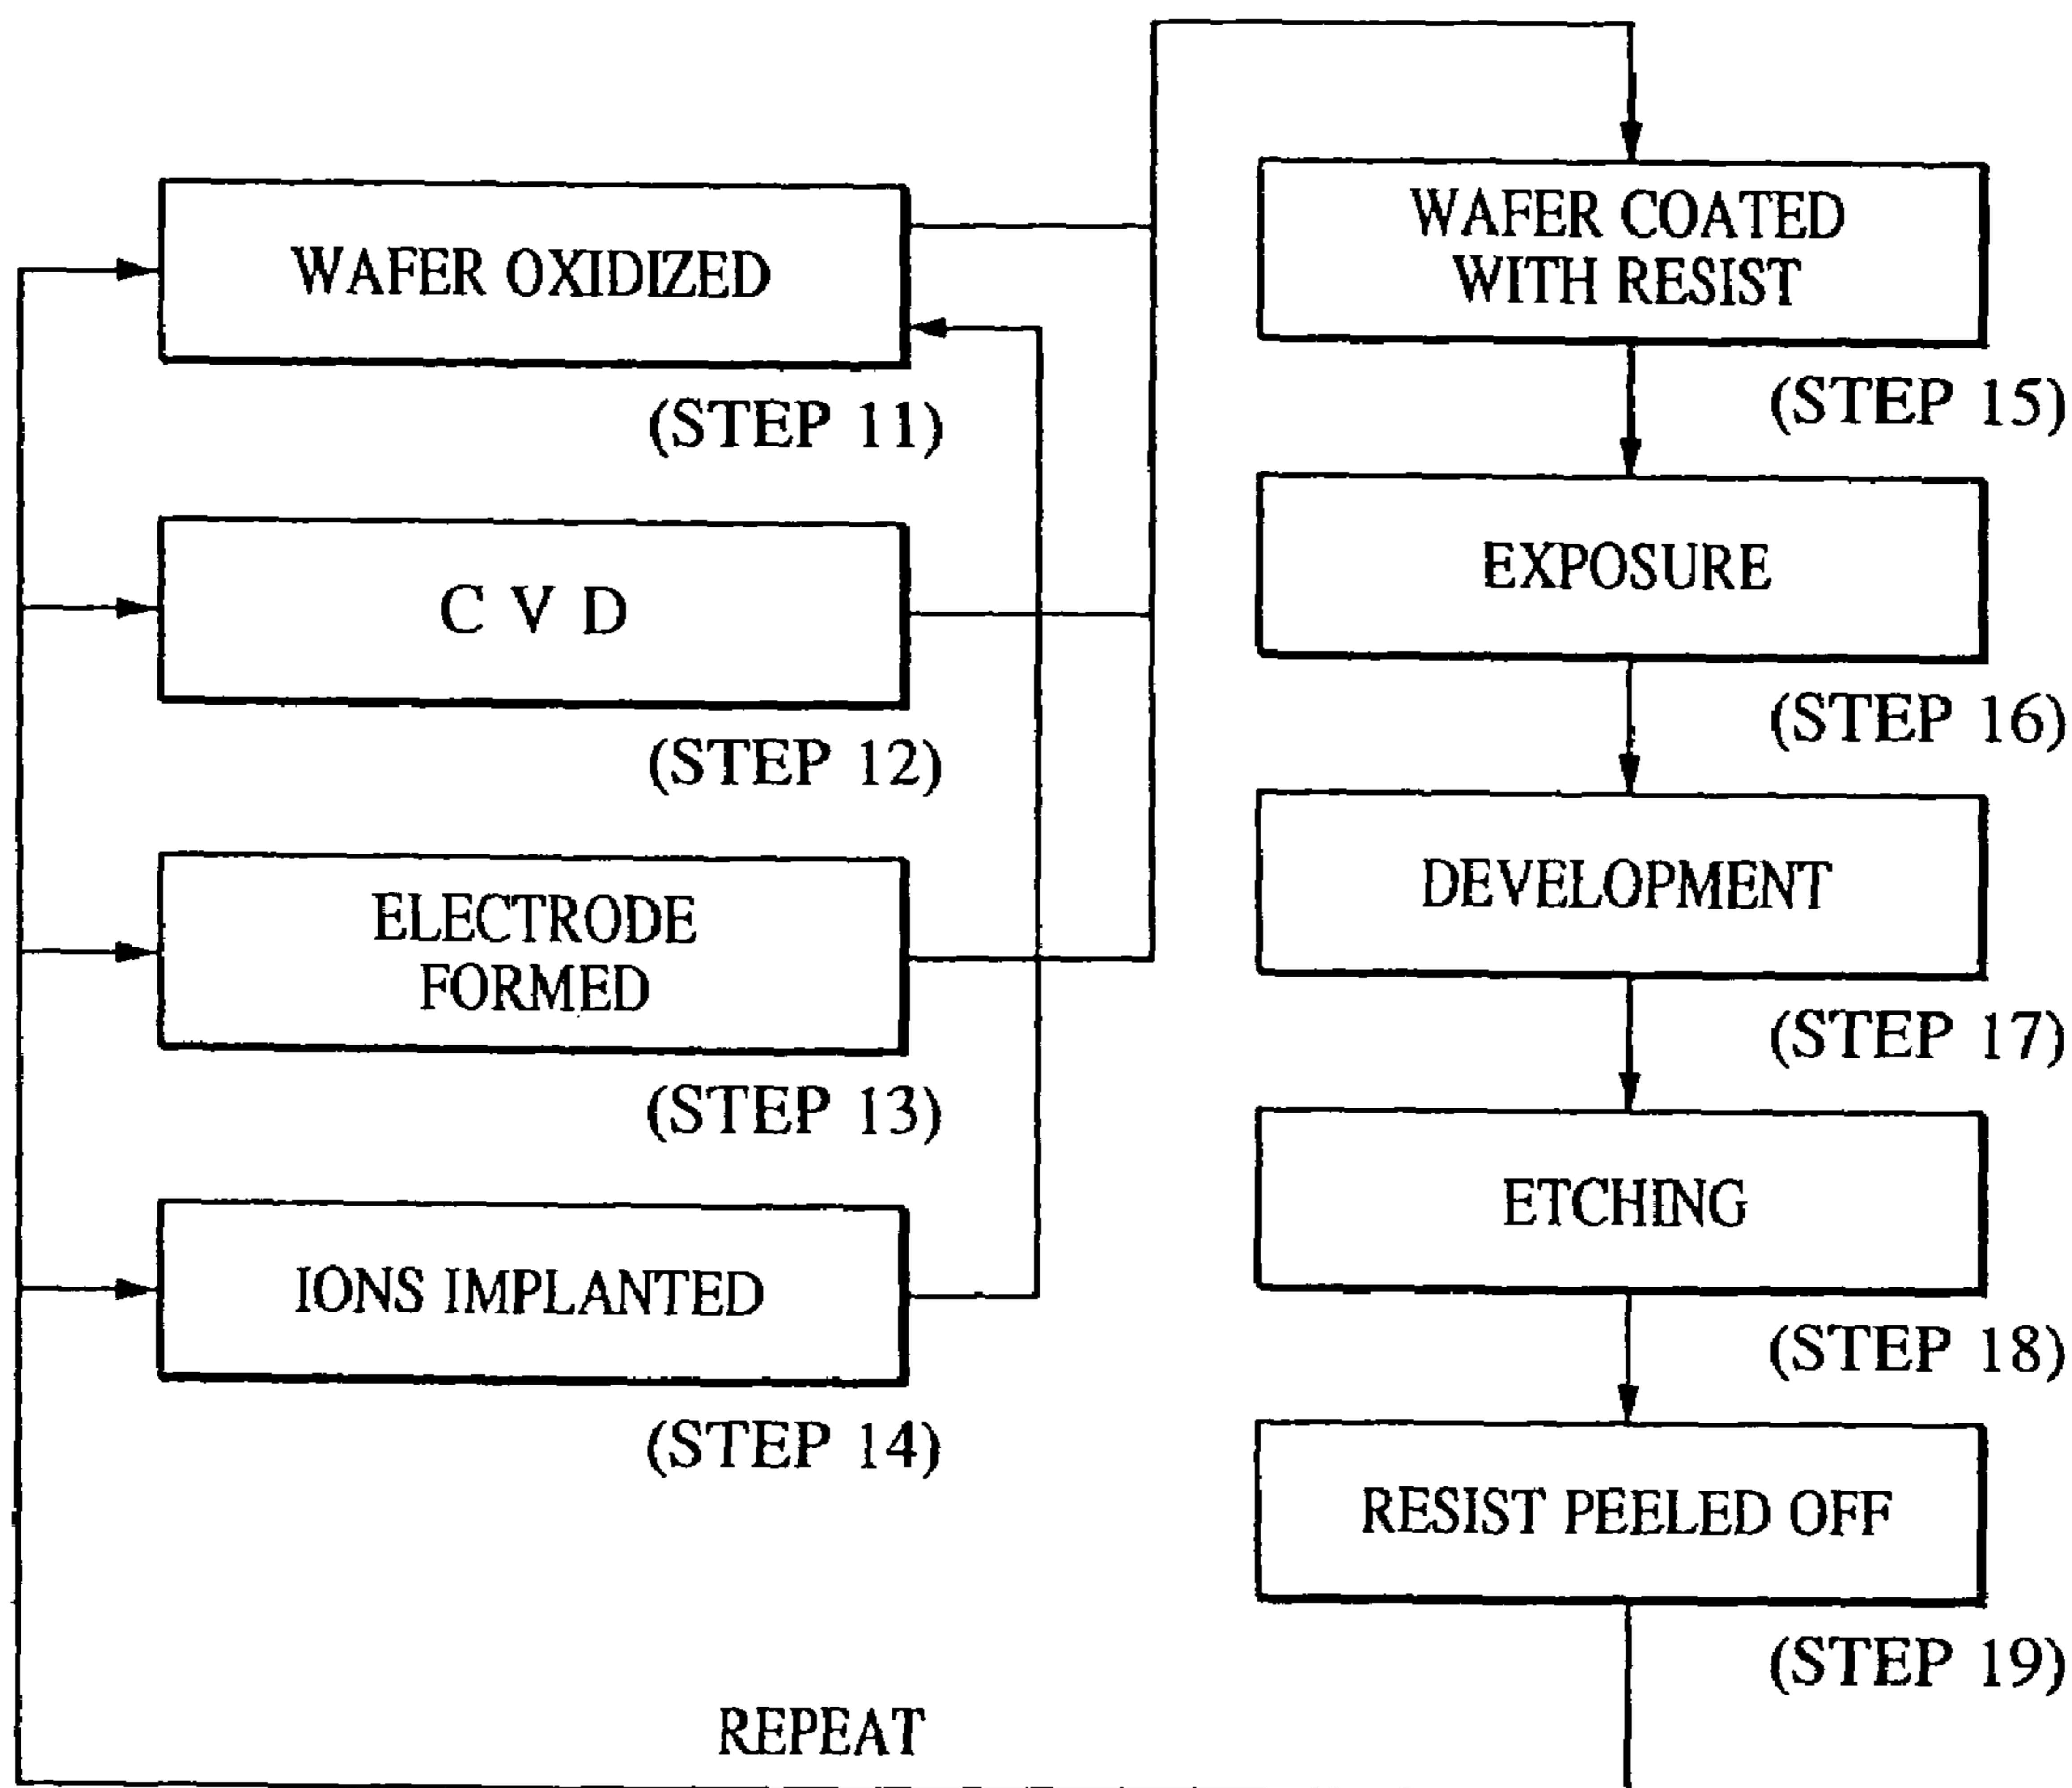 WAFER OXIDIZED
(STEP 11)
C V D
(STEP 12)
ELECTRODE
FORMED
(STEP 13)
IONS IMPLANTED
(STEP 14)
WAFER COATED
WITH RESIST
(STEP 15)
EXPOSURE
(STEP 16)
DEVELOPMENT
(STEP 17)
ETCHING
(STEP 18)
RESIST PEELED OFF
(STEP 19)
REPEAT